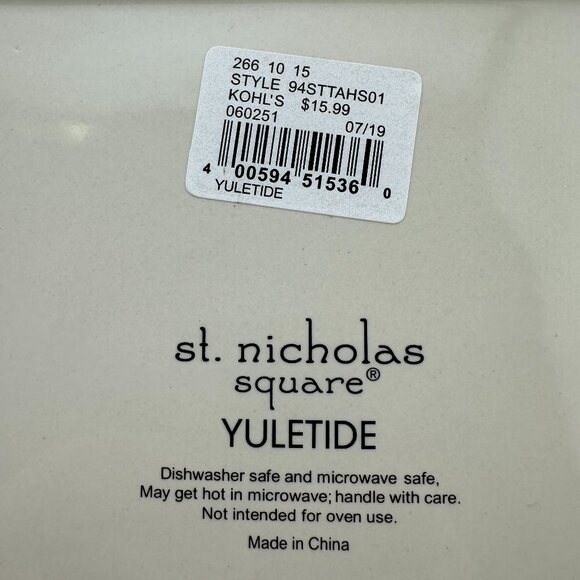 266 10 15
STYLE 94STTAHS01
KOHL'S $15.99
060251 07/19
4 00594 51536 0
YULETIDE
st. nicholas
square®
YULETIDE
Dishwasher safe and microwave safe,
May get hot in microwave; handle with care.
Not intended for oven use.
Made in China